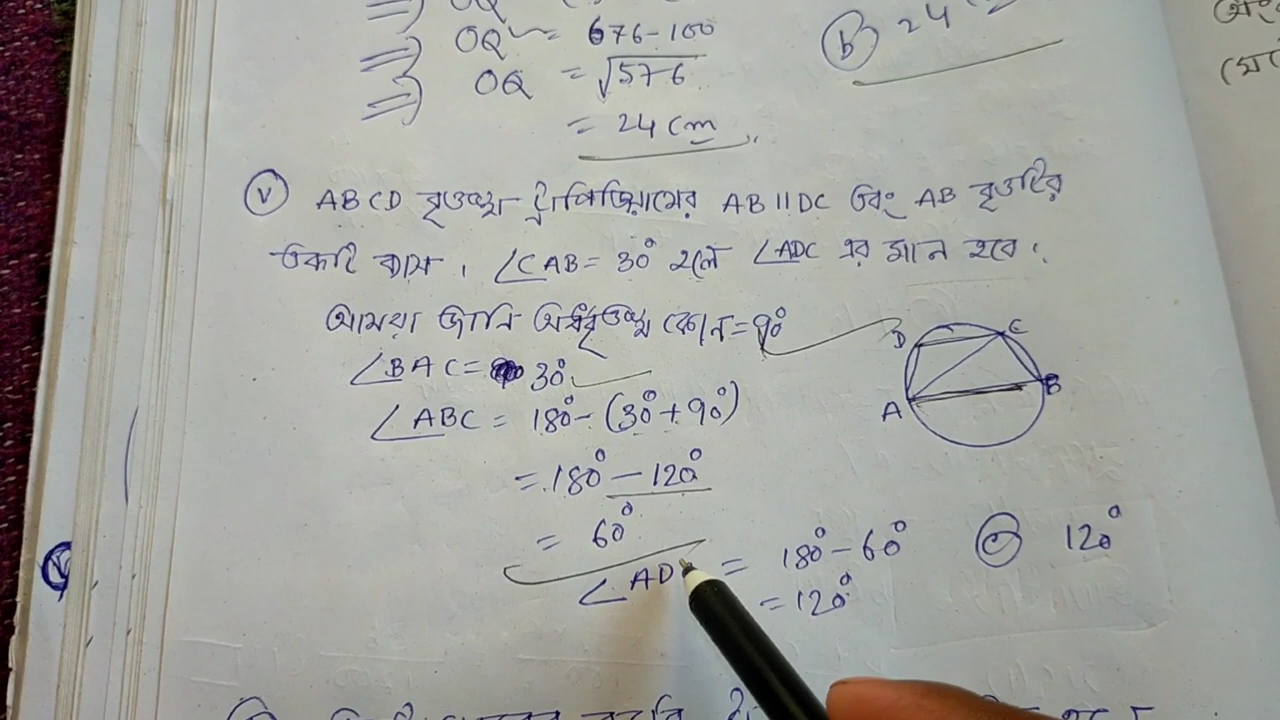 OQ² = 676-100
⇒ OQ = √576
= 24 cm
(b) 24
(v) ABCD বৃত্তস্থ ট্রাপিজিয়ামের AB॥DC এবং AB বৃত্তটির
একটি ব্যাস। ∠CAB = 30° হলে ∠ADC এর মান হবে।
আমরা জানি অর্ধবৃত্তস্থ কোন = 90°
∠BAC = 30°
∠ABC = 180° - (30° + 90°)
= 180° - 120°
= 60°
∠AD = 180° - 60°
= 120°
120°
D C
A B